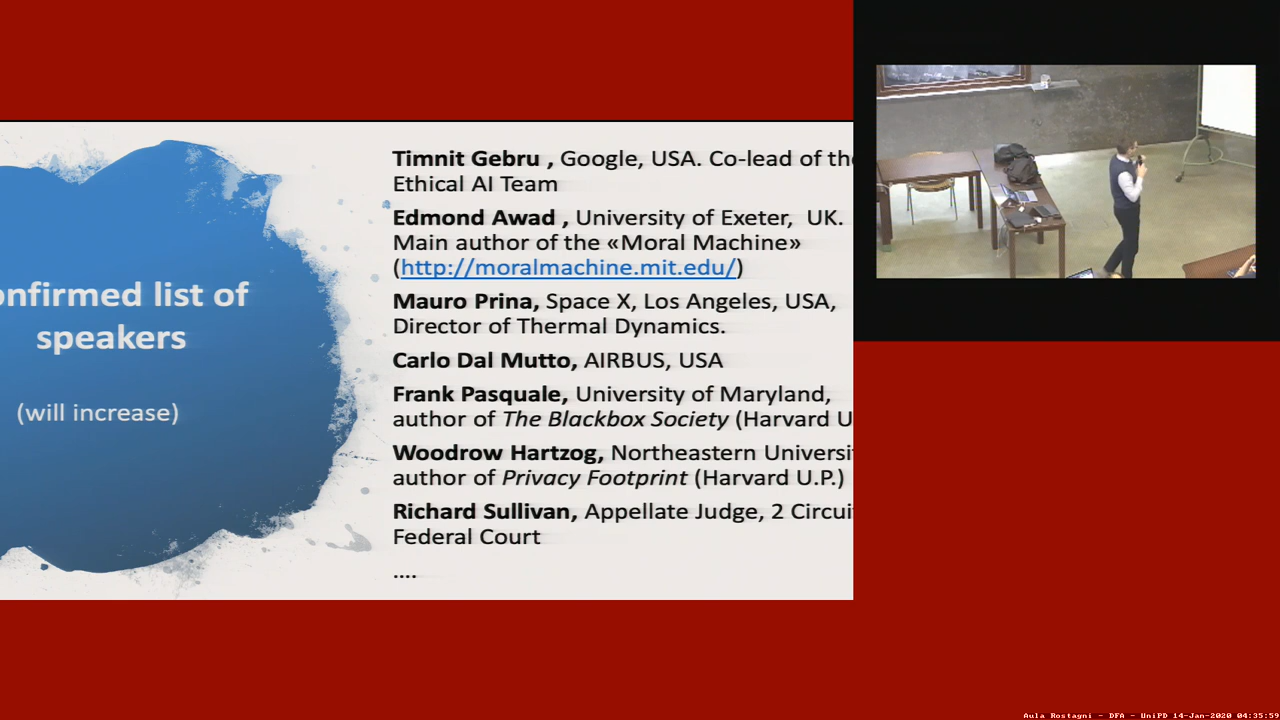 onfirmed list of
speakers
(will increase)
Timnit Gebru , Google, USA. Co-lead of the
Ethical AI Team
Edmond Awad , University of Exeter, UK.
Main author of the «Moral Machine»
(http://moralmachine.mit.edu/)
Mauro Prina, Space X, Los Angeles, USA,
Director of Thermal Dynamics.
Carlo Dal Mutto, AIRBUS, USA
Frank Pasquale, University of Maryland,
author of The Blackbox Society (Harvard U
Woodrow Hartzog, Northeastern Universi
author of Privacy Footprint (Harvard U.P.)
Richard Sullivan, Appellate Judge, 2 Circui
Federal Court
....
Aula Rostagni - DFA - UniPD 14-Jan-2020 04:35:59